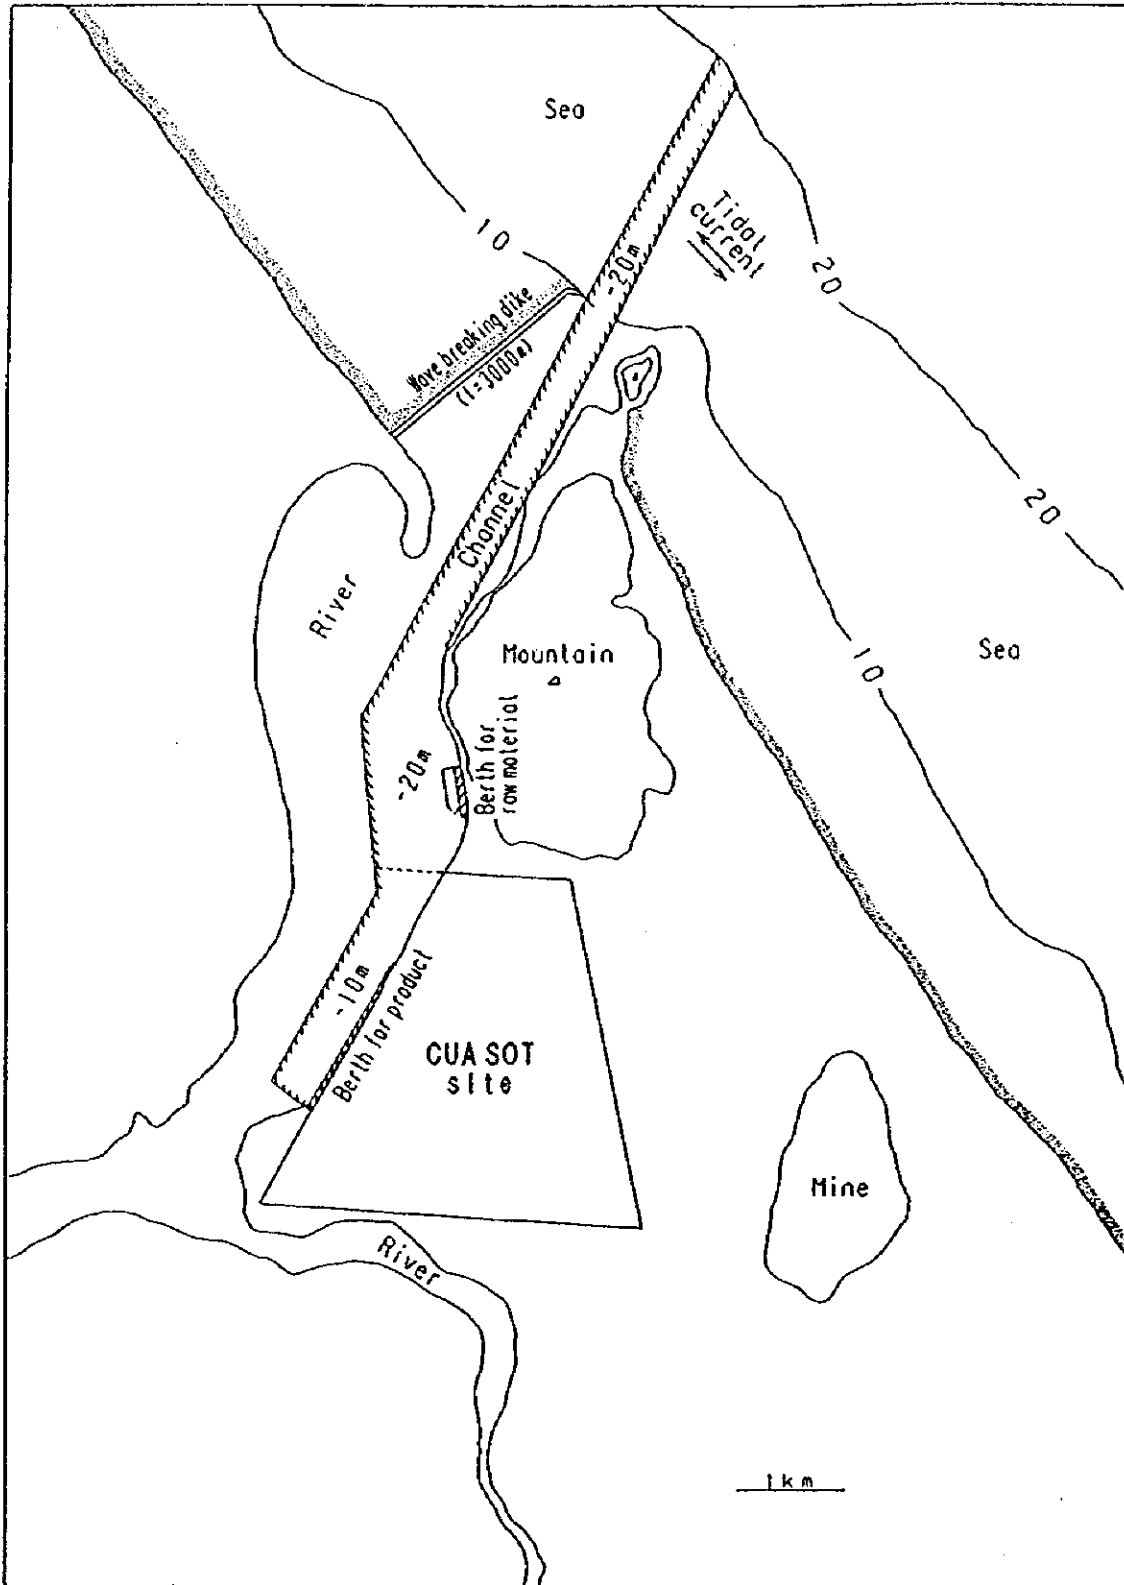 Sea
Tidal
current
10
20
-20m
Wave breaking dike
(l=3000m)
20
Channel
River
Mountain
10
Sea
Berth for
raw material
-20m
-10m
Berth for product
CUA SOT
site
Mine
River
1km